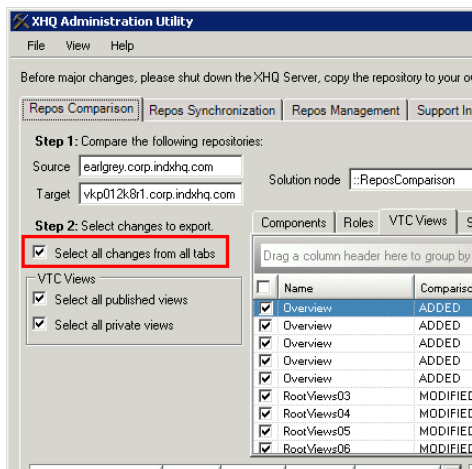 XHQ Administration Utility
File View Help
Before major changes, please shut down the XHQ Server, copy the repository to your
Repos Comparison Repos Synchronization Repos Management Support In
Step 1: Compare the following repositories:
Source earlgrey.corp.indxhq.com
Target vkp012k8r1.corp.indxhq.com
Solution node ::ReposComparison
Step 2: Select changes to export.
Components Roles VTC Views S
Select all changes from all tabs
Drag a column header here to group by
VTC Views
Select all published views
Select all private views
Name Compariso
Overview ADDED
Overview ADDED
Overview ADDED
Overview ADDED
Overview ADDED
RootViews03 MODIFIED
RootViews04 MODIFIED
RootViews05 MODIFIED
RootViews06 MODIFIED